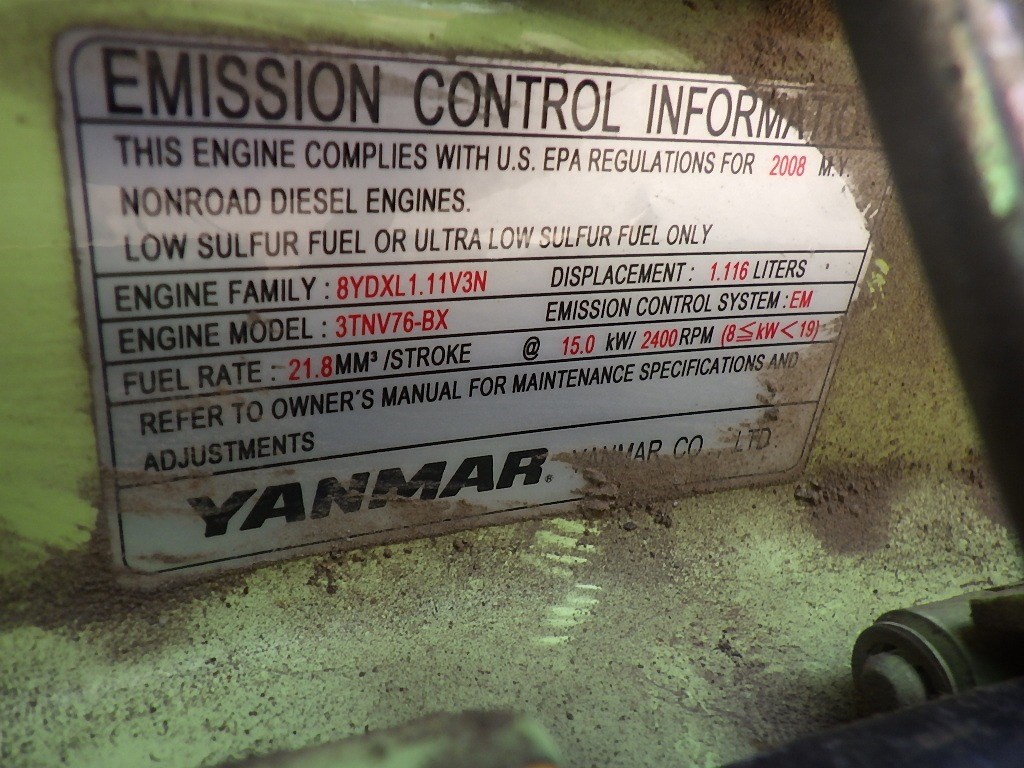 EMISSION CONTROL INFORMATIO
THIS ENGINE COMPLIES WITH U.S. EPA REGULATIONS FOR 2008 M.Y.
NONROAD DIESEL ENGINES.
LOW SULFUR FUEL OR ULTRA LOW SULFUR FUEL ONLY
ENGINE FAMILY : 8YDXL1.11V3N DISPLACEMENT : 1.116 LITERS
ENGINE MODEL : 3TNV76-BX EMISSION CONTROL SYSTEM : EM
FUEL RATE : 21.8 MM³ /STROKE @ 15.0 kW/ 2400 RPM (8≦kW<19)
REFER TO OWNER'S MANUAL FOR MAINTENANCE SPECIFICATIONS AND
ADJUSTMENTS
YANMAR® YANMAR CO LTD